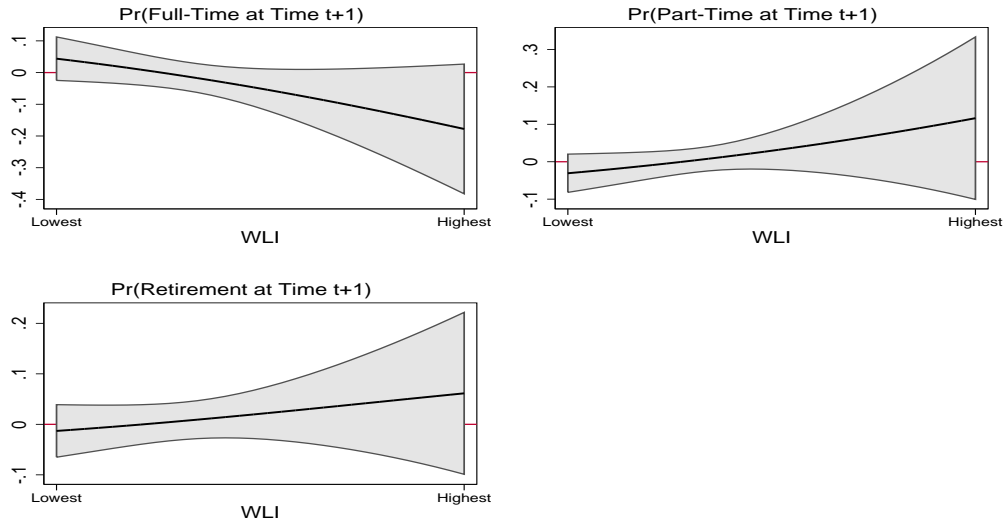 Pr(Full-Time at Time t+1)
.1
0
-.1
-.2
-.3
-.4
Lowest
Highest
WLI
Pr(Part-Time at Time t+1)
.3
.2
.1
0
-.1
Lowest
Highest
WLI
Pr(Retirement at Time t+1)
.2
.1
0
-.1
Lowest
Highest
WLI